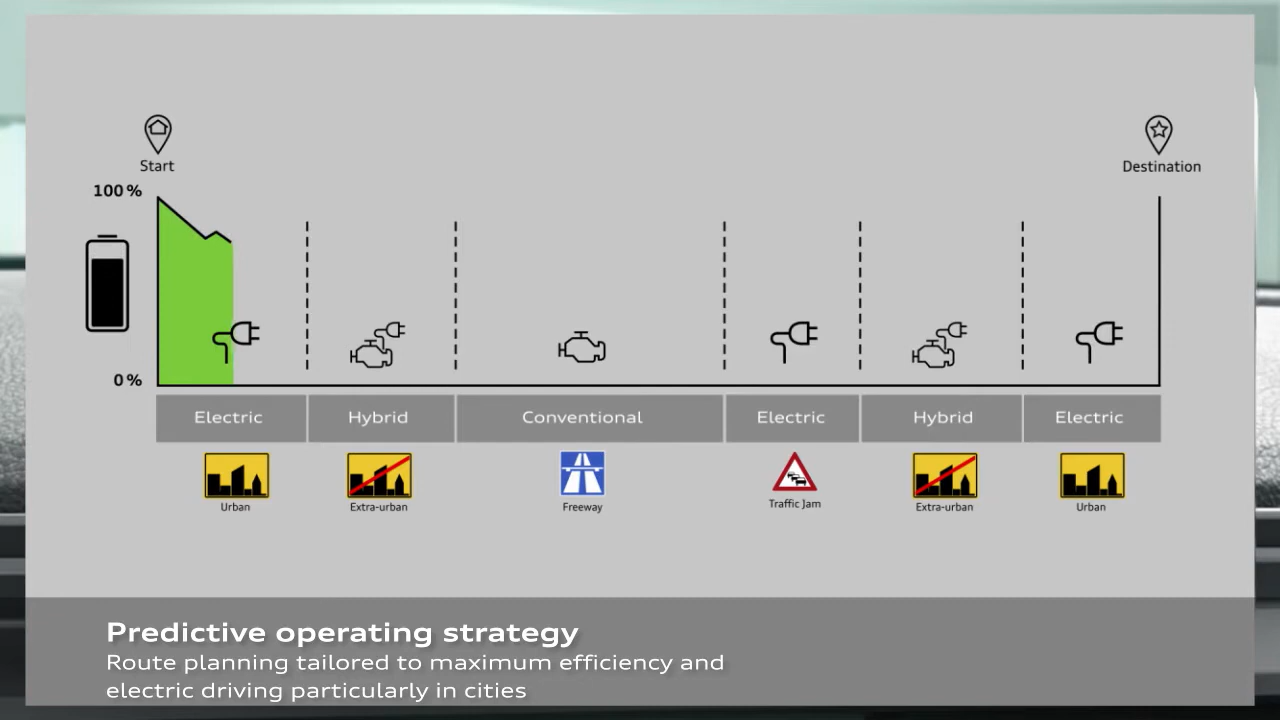 Start
Destination
100 %
0 %
Electric
Hybrid
Conventional
Electric
Hybrid
Electric
Urban
Extra-urban
Freeway
Traffic Jam
Extra-urban
Urban
Predictive operating strategy
Route planning tailored to maximum efficiency and
electric driving particularly in cities